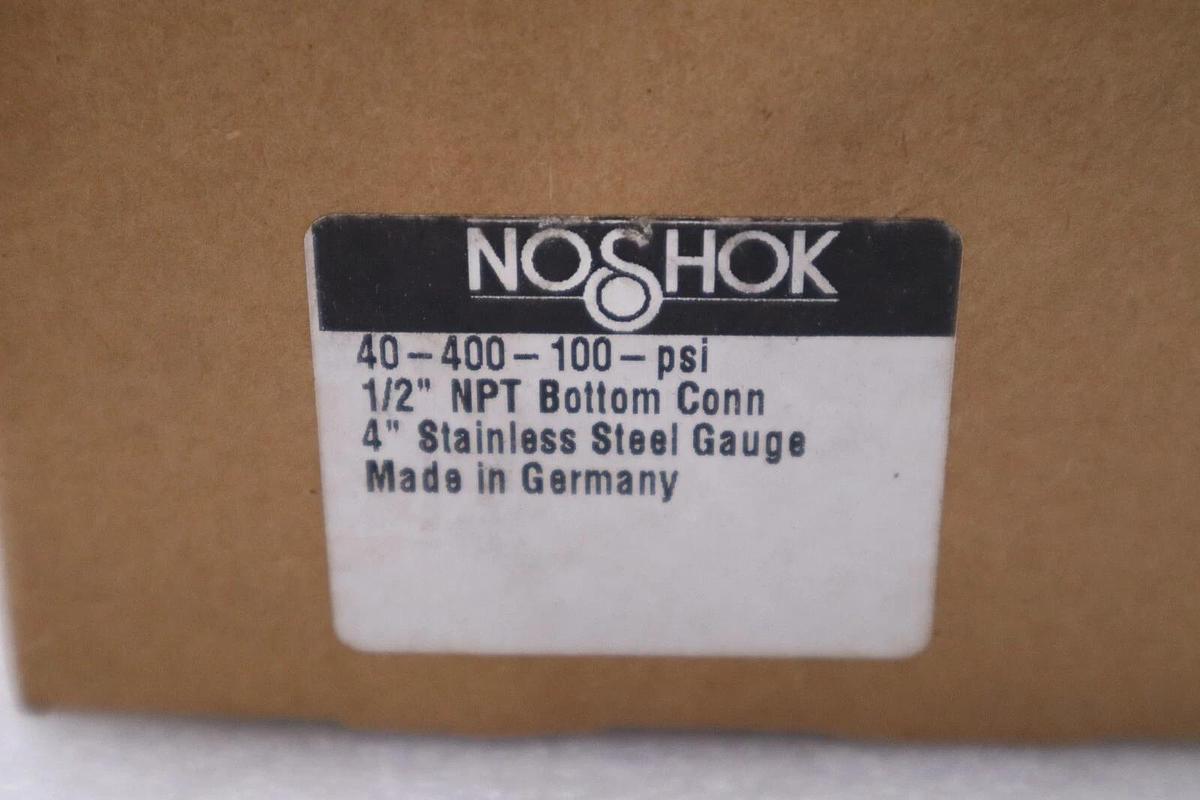 NOSHOK
40-400-100-psi
1/2" NPT Bottom Conn
4" Stainless Steel Gauge
Made in Germany